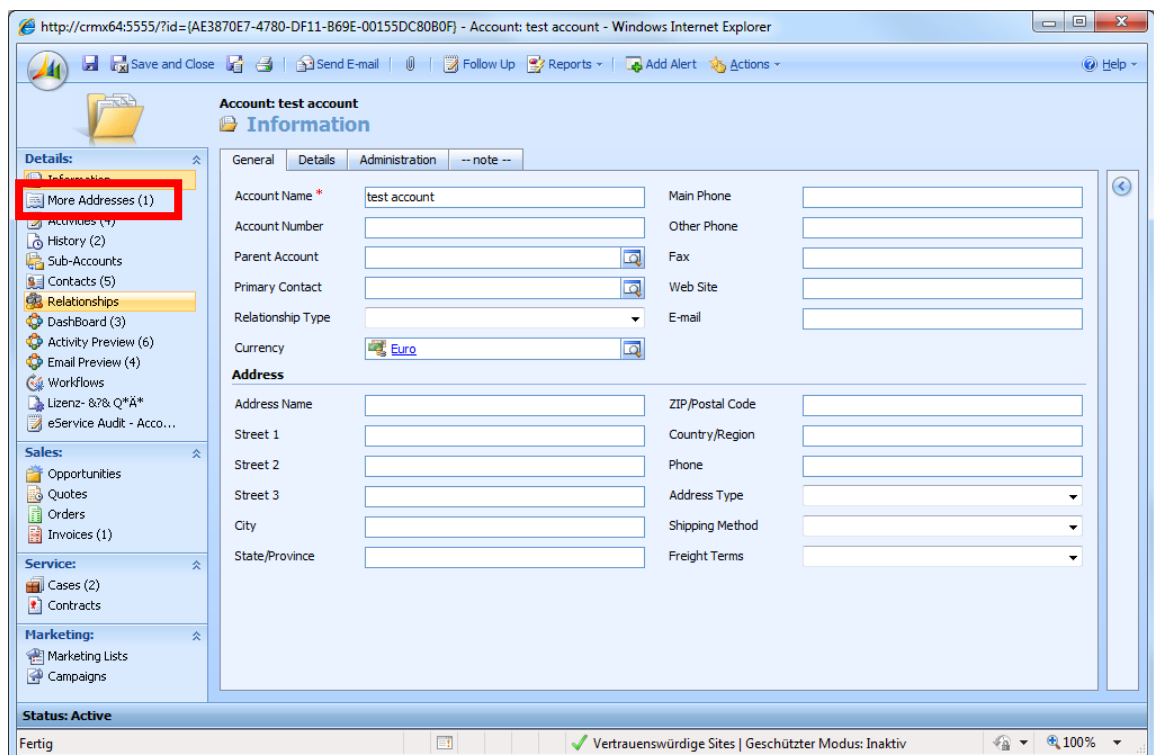 http://crmx64:5555/?id={AE3870E7-4780-DF11-B69E-00155DC80B0F} - Account: test account - Windows Internet Explorer
Save and Close Send E-mail Follow Up Reports Add Alert Actions Help
Account: test account
Information
Details:
Information
More Addresses (1)
Activities (4)
History (2)
Sub-Accounts
Contacts (5)
Relationships
DashBoard (3)
Activity Preview (6)
Email Preview (4)
Workflows
Lizenz- &?& Q*Ä*
eService Audit - Acco...
Sales:
Opportunities
Quotes
Orders
Invoices (1)
Service:
Cases (2)
Contracts
Marketing:
Marketing Lists
Campaigns
General Details Administration -- note --
Account Name * test account Main Phone
Account Number Other Phone
Parent Account Fax
Primary Contact Web Site
Relationship Type E-mail
Currency Euro
Address
Address Name ZIP/Postal Code
Street 1 Country/Region
Street 2 Phone
Street 3 Address Type
City Shipping Method
State/Province Freight Terms
Status: Active
Fertig Vertrauenswürdige Sites | Geschützter Modus: Inaktiv 100%